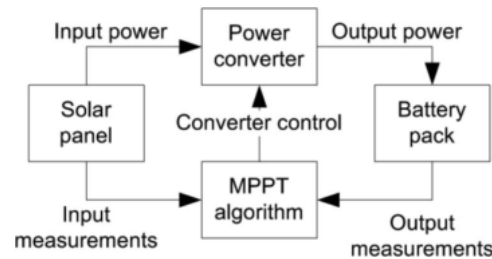 Input power
Power
converter
Output power
Solar
panel
Converter control
Battery
pack
MPPT
algorithm
Input
measurements
Output
measurements